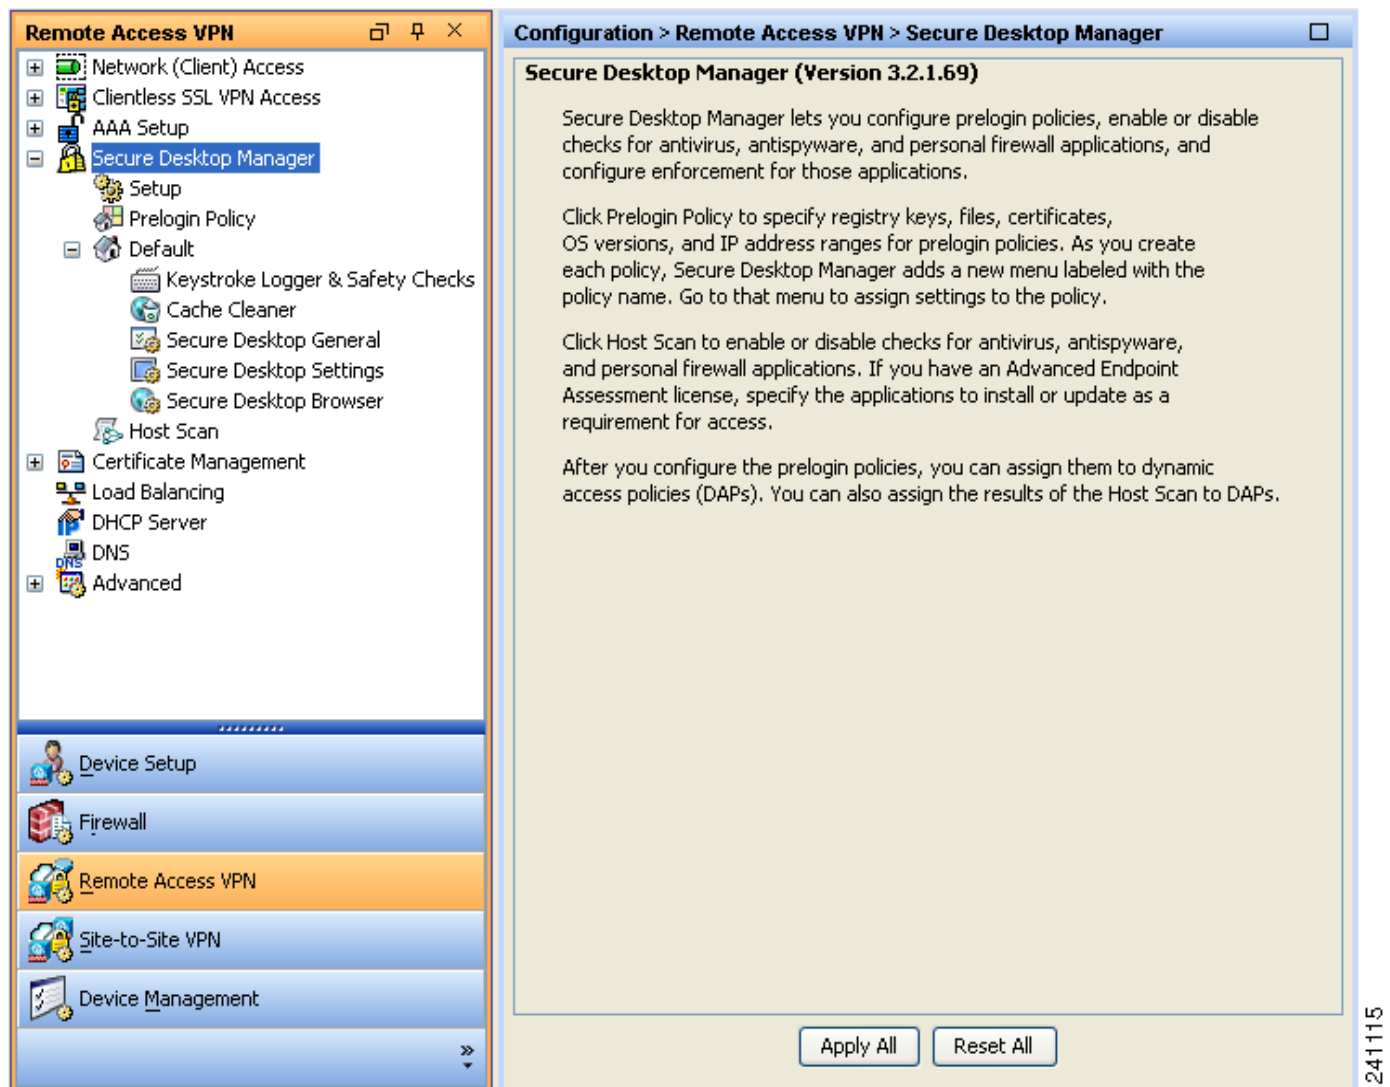 Remote Access VPN
Network (Client) Access
Clientless SSL VPN Access
AAA Setup
Secure Desktop Manager
Setup
Prelogin Policy
Default
Keystroke Logger & Safety Checks
Cache Cleaner
Secure Desktop General
Secure Desktop Settings
Secure Desktop Browser
Host Scan
Certificate Management
Load Balancing
DHCP Server
DNS
DNS
Advanced
Device Setup
Firewall
Remote Access VPN
Site-to-Site VPN
Device Management
Configuration > Remote Access VPN > Secure Desktop Manager
Secure Desktop Manager (Version 3.2.1.69)
Secure Desktop Manager lets you configure prelogin policies, enable or disable
checks for antivirus, antispyware, and personal firewall applications, and
configure enforcement for those applications.
Click Prelogin Policy to specify registry keys, files, certificates,
OS versions, and IP address ranges for prelogin policies. As you create
each policy, Secure Desktop Manager adds a new menu labeled with the
policy name. Go to that menu to assign settings to the policy.
Click Host Scan to enable or disable checks for antivirus, antispyware,
and personal firewall applications. If you have an Advanced Endpoint
Assessment license, specify the applications to install or update as a
requirement for access.
After you configure the prelogin policies, you can assign them to dynamic
access policies (DAPs). You can also assign the results of the Host Scan to DAPs.
Apply All
Reset All
241115